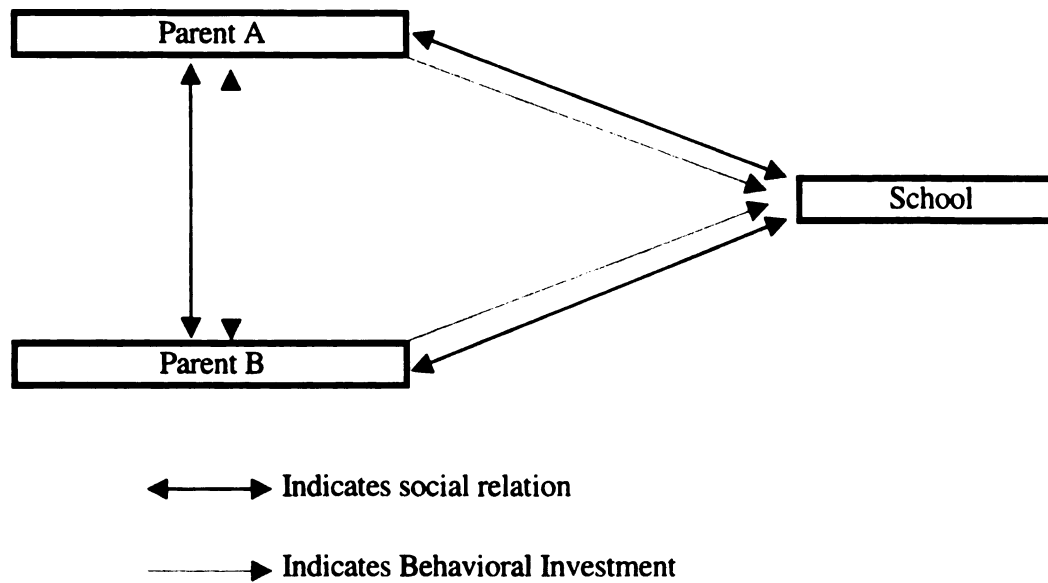 Parent A
School
Parent B
Indicates social relation
Indicates Behavioral Investment